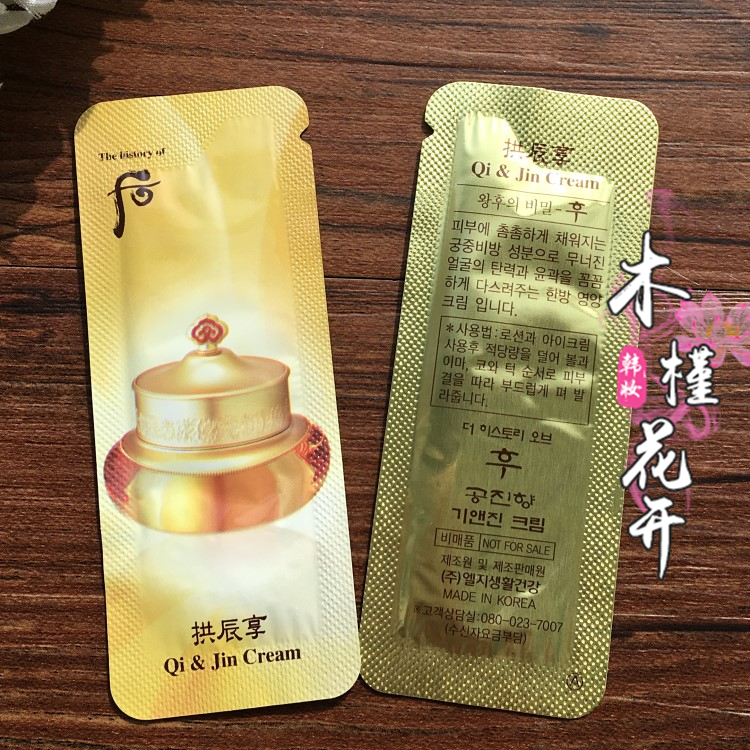 The history of
后
拱辰享
Qi & Jin Cream
拱辰享
Qi & Jin Cream
왕후의 비밀-후
피부에 촘촘하게 채워지는
궁중비방 성분으로 무너진
얼굴의 탄력과 윤곽을 꼼꼼
하게 다스려주는 한방 영양
크림 입니다.
*사용법:로션과 아이크림
사용후 적당량을 덜어 볼과
이마, 코와 턱 순서로 피부
결을 따라 부드럽게 펴 발
라줍니다.
더 히스토리 오브
후
공진향
기앤진 크림
비매품 NOT FOR SALE
제조원 및 제조판매원
(주)엘지생활건강
MADE IN KOREA
※고객상담실:080-023-7007
(수신자요금부담)
A
木槿花开
韩妆